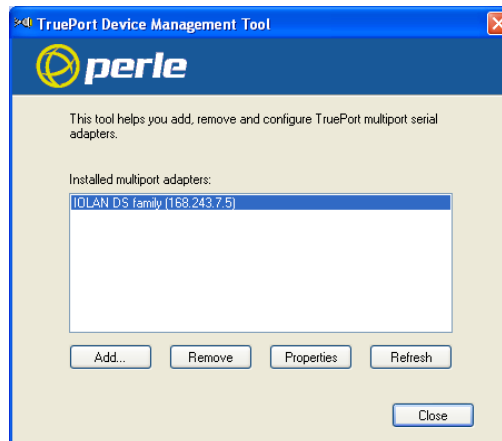 TruePort Device Management Tool
perle
This tool helps you add, remove and configure TruePort multiport serial
adapters.
Installed multiport adapters:
IOLAN DS family (168.243.7.5)
Add... Remove Properties Refresh
Close